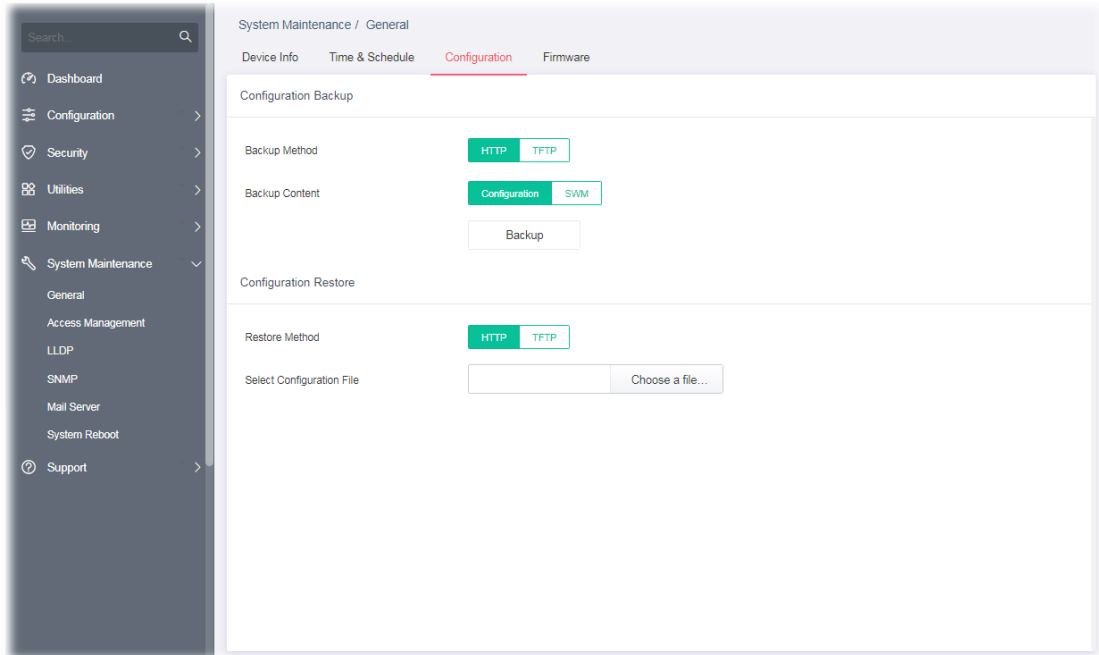 Search...
Dashboard
Configuration
Security
Utilities
Monitoring
System Maintenance
General
Access Management
LLDP
SNMP
Mail Server
System Reboot
Support
System Maintenance / General
Device Info Time & Schedule Configuration Firmware
Configuration Backup
Backup Method HTTP TFTP
Backup Content Configuration SWM
Backup
Configuration Restore
Restore Method HTTP TFTP
Select Configuration File Choose a file...